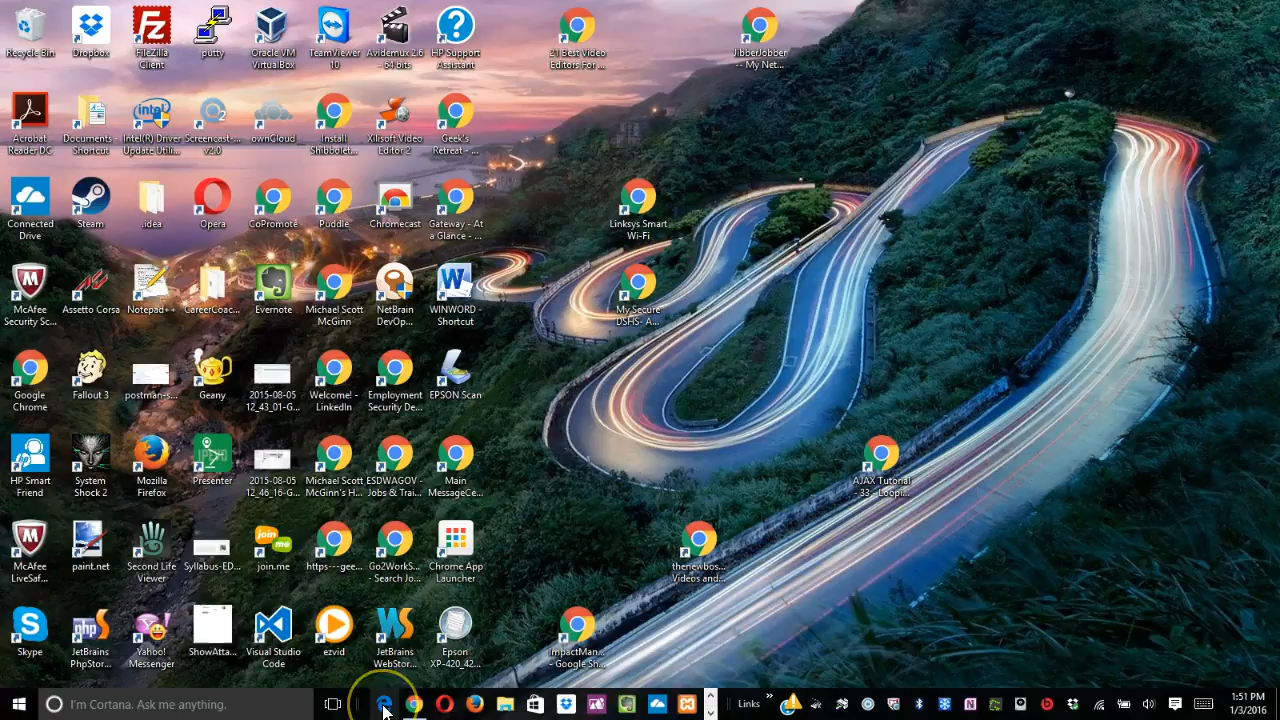 Recycle Bin
Dropbox
FileZilla
Client
putty
Oracle VM
VirtualBox
TeamViewer
10
Avidemux 2.6
- 64 bits
HP Support
Assistant
21 Best Video
Editors For ...
JibberJobber
-- My Net...
Acrobat
Reader DC
Documents -
Shortcut
Intel(R) Driver
Update Utili...
Screencast-...
v2.0
ownCloud
Install
Shibbolet...
Xilisoft Video
Editor 2
Geek's
Retreat - ...
Connected
Drive
Steam
.idea
Opera
CoPromote
Puddle
Chromecast
Gateway - At
a Glance - ...
Linksys Smart
Wi-Fi
McAfee
Security Sc...
Assetto Corsa
Notepad++
CareerCoac...
Evernote
Michael Scott
McGinn
NetBrain
DevOp...
WINWORD -
Shortcut
My Secure
DSHS- A...
Google
Chrome
Fallout 3
postman-s...
Geany
2015-08-05
12_43_01-G...
Welcome! -
LinkedIn
Employment
Security De...
EPSON Scan
HP Smart
Friend
System
Shock 2
Mozilla
Firefox
Presenter
2015-08-05
12_46_16-G...
Michael Scott
McGinn's H...
ESDWAGOV -
Jobs & Trai...
Main
MessageCe...
AJAX Tutorial
- 33 - Loopi...
McAfee
LiveSaf...
paint.net
Second Life
Viewer
Syllabus-ED...
join.me
https---gee...
Go2WorkS...
- Search Jo...
Chrome App
Launcher
thenewbos...
Videos and...
Skype
JetBrains
PhpStor...
Yahoo!
Messenger
ShowAtta...
Visual Studio
Code
ezvid
JetBrains
WebStor...
Epson
XP-420_42...
ImpactMan...
- Google Sh...
I'm Cortana. Ask me anything.
Links
1:51 PM
1/3/2016